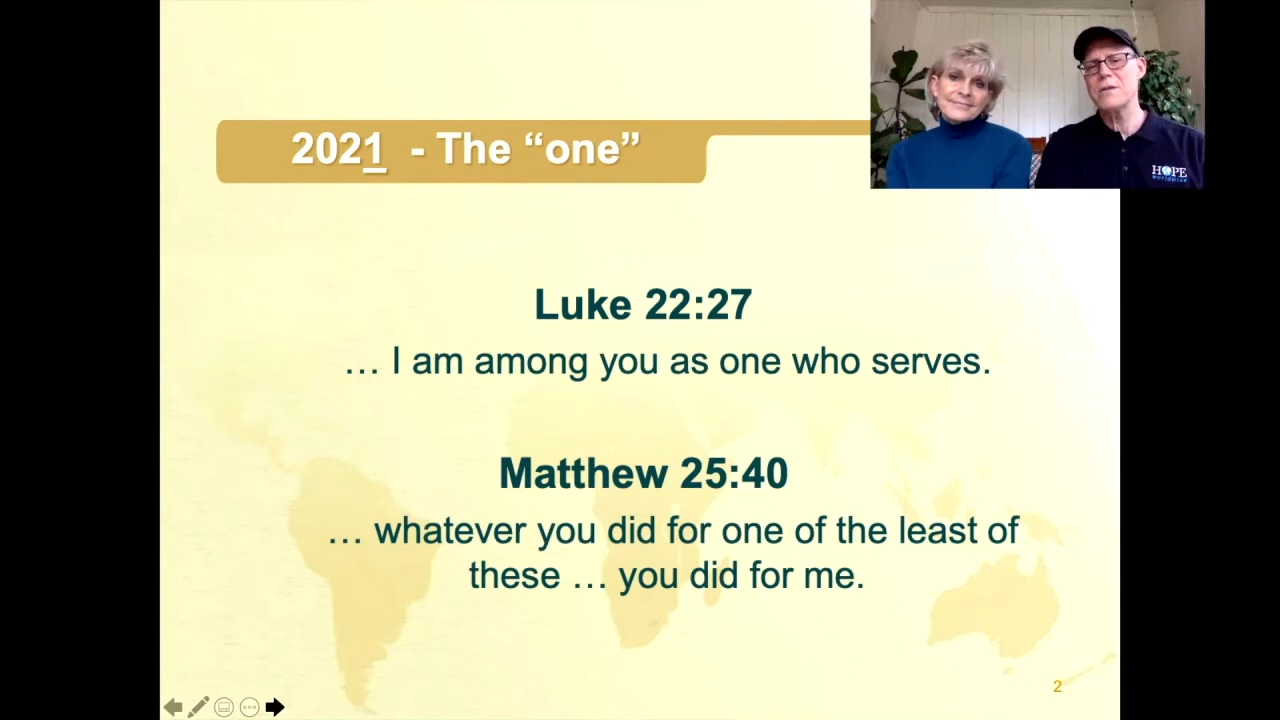 2021 - The “one”
HOPE
worldwide
Luke 22:27
… I am among you as one who serves.
Matthew 25:40
… whatever you did for one of the least of
these … you did for me.
2